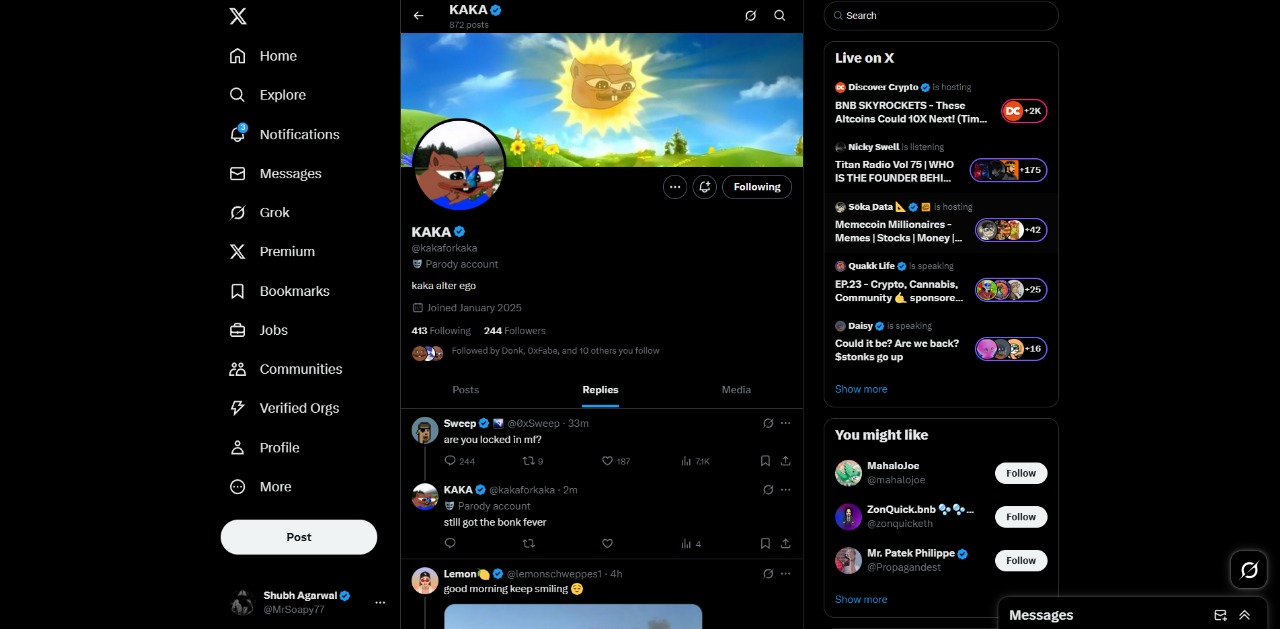 Home
Explore
3
Notifications
Messages
Grok
Premium
Bookmarks
Jobs
Communities
Verified Orgs
Profile
More
Post
Shubh Agarwal
@MrSoapy77
KAKA
872 posts
Following
KAKA
@kakaforkaka
Parody account
kaka alter ego
Joined January 2025
413 Following 244 Followers
Followed by Donk, 0xFabe, and 10 others you follow
Posts Replies Media
Sweep @0xSweep · 33m
are you locked in mf?
244 9 187 7.1K
KAKA @kakaforkaka · 2m
Parody account
still got the bonk fever
4
Lemon🍋 @lemonschweppes1 · 4h
good morning keep smiling 😌
Search
Live on X
DC Discover Crypto is hosting
BNB SKYROCKETS - These
Altcoins Could 10X Next! (Tim...
DC +2K
Nicky Swell is listening
Titan Radio Vol 75 | WHO
IS THE FOUNDER BEHI...
+175
Sōka_Data 📐 is hosting
Memecoin Millionaires -
Memes | Stocks | Money |...
+42
Quakk Life is speaking
EP.23 - Crypto, Cannabis,
Community 🫴 sponsore...
+25
Daisy is speaking
Could it be? Are we back?
$stonks go up
+16
Show more
You might like
MahaloJoe
@mahalojoe
Follow
ZonQuick.bnb 🫧🫧...
@zonquicketh
Follow
Mr. Patek Philippe
@Propagandest
Follow
Show more
Messages